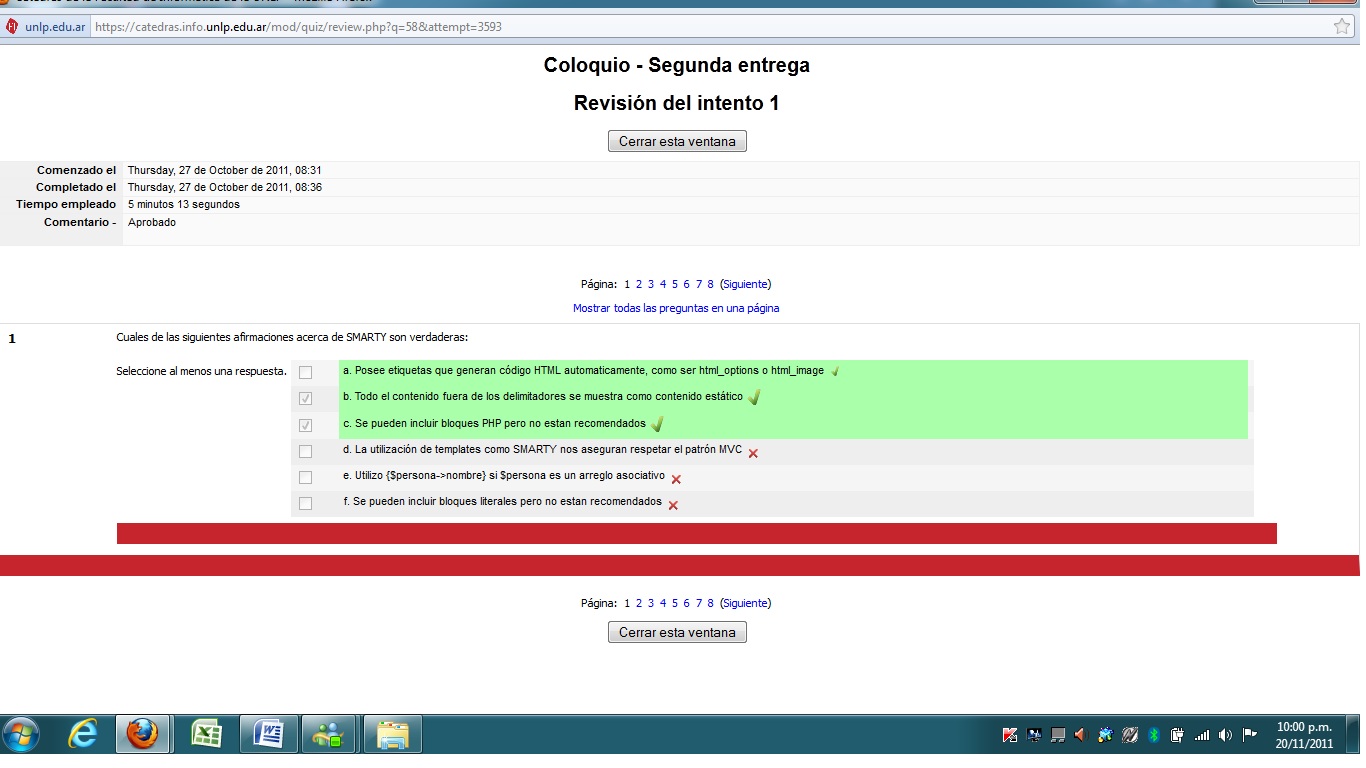 unlp.edu.ar https://catedras.info.unlp.edu.ar/mod/quiz/review.php?q=58&attempt=3593
Coloquio - Segunda entrega
Revisión del intento 1
Cerrar esta ventana
Comenzado el Thursday, 27 de October de 2011, 08:31
Completado el Thursday, 27 de October de 2011, 08:36
Tiempo empleado 5 minutos 13 segundos
Comentario - Aprobado
Página: 1 2 3 4 5 6 7 8 (Siguiente)
Mostrar todas las preguntas en una página
1 Cuales de las siguientes afirmaciones acerca de SMARTY son verdaderas:
Seleccione al menos una respuesta.
a. Posee etiquetas que generan código HTML automaticamente, como ser html_options o html_image
b. Todo el contenido fuera de los delimitadores se muestra como contenido estático
c. Se pueden incluir bloques PHP pero no estan recomendados
d. La utilización de templates como SMARTY nos aseguran respetar el patrón MVC
e. Utilizo {$persona->nombre} si $persona es un arreglo asociativo
f. Se pueden incluir bloques literales pero no estan recomendados
Página: 1 2 3 4 5 6 7 8 (Siguiente)
Cerrar esta ventana
10:00 p.m.
20/11/2011